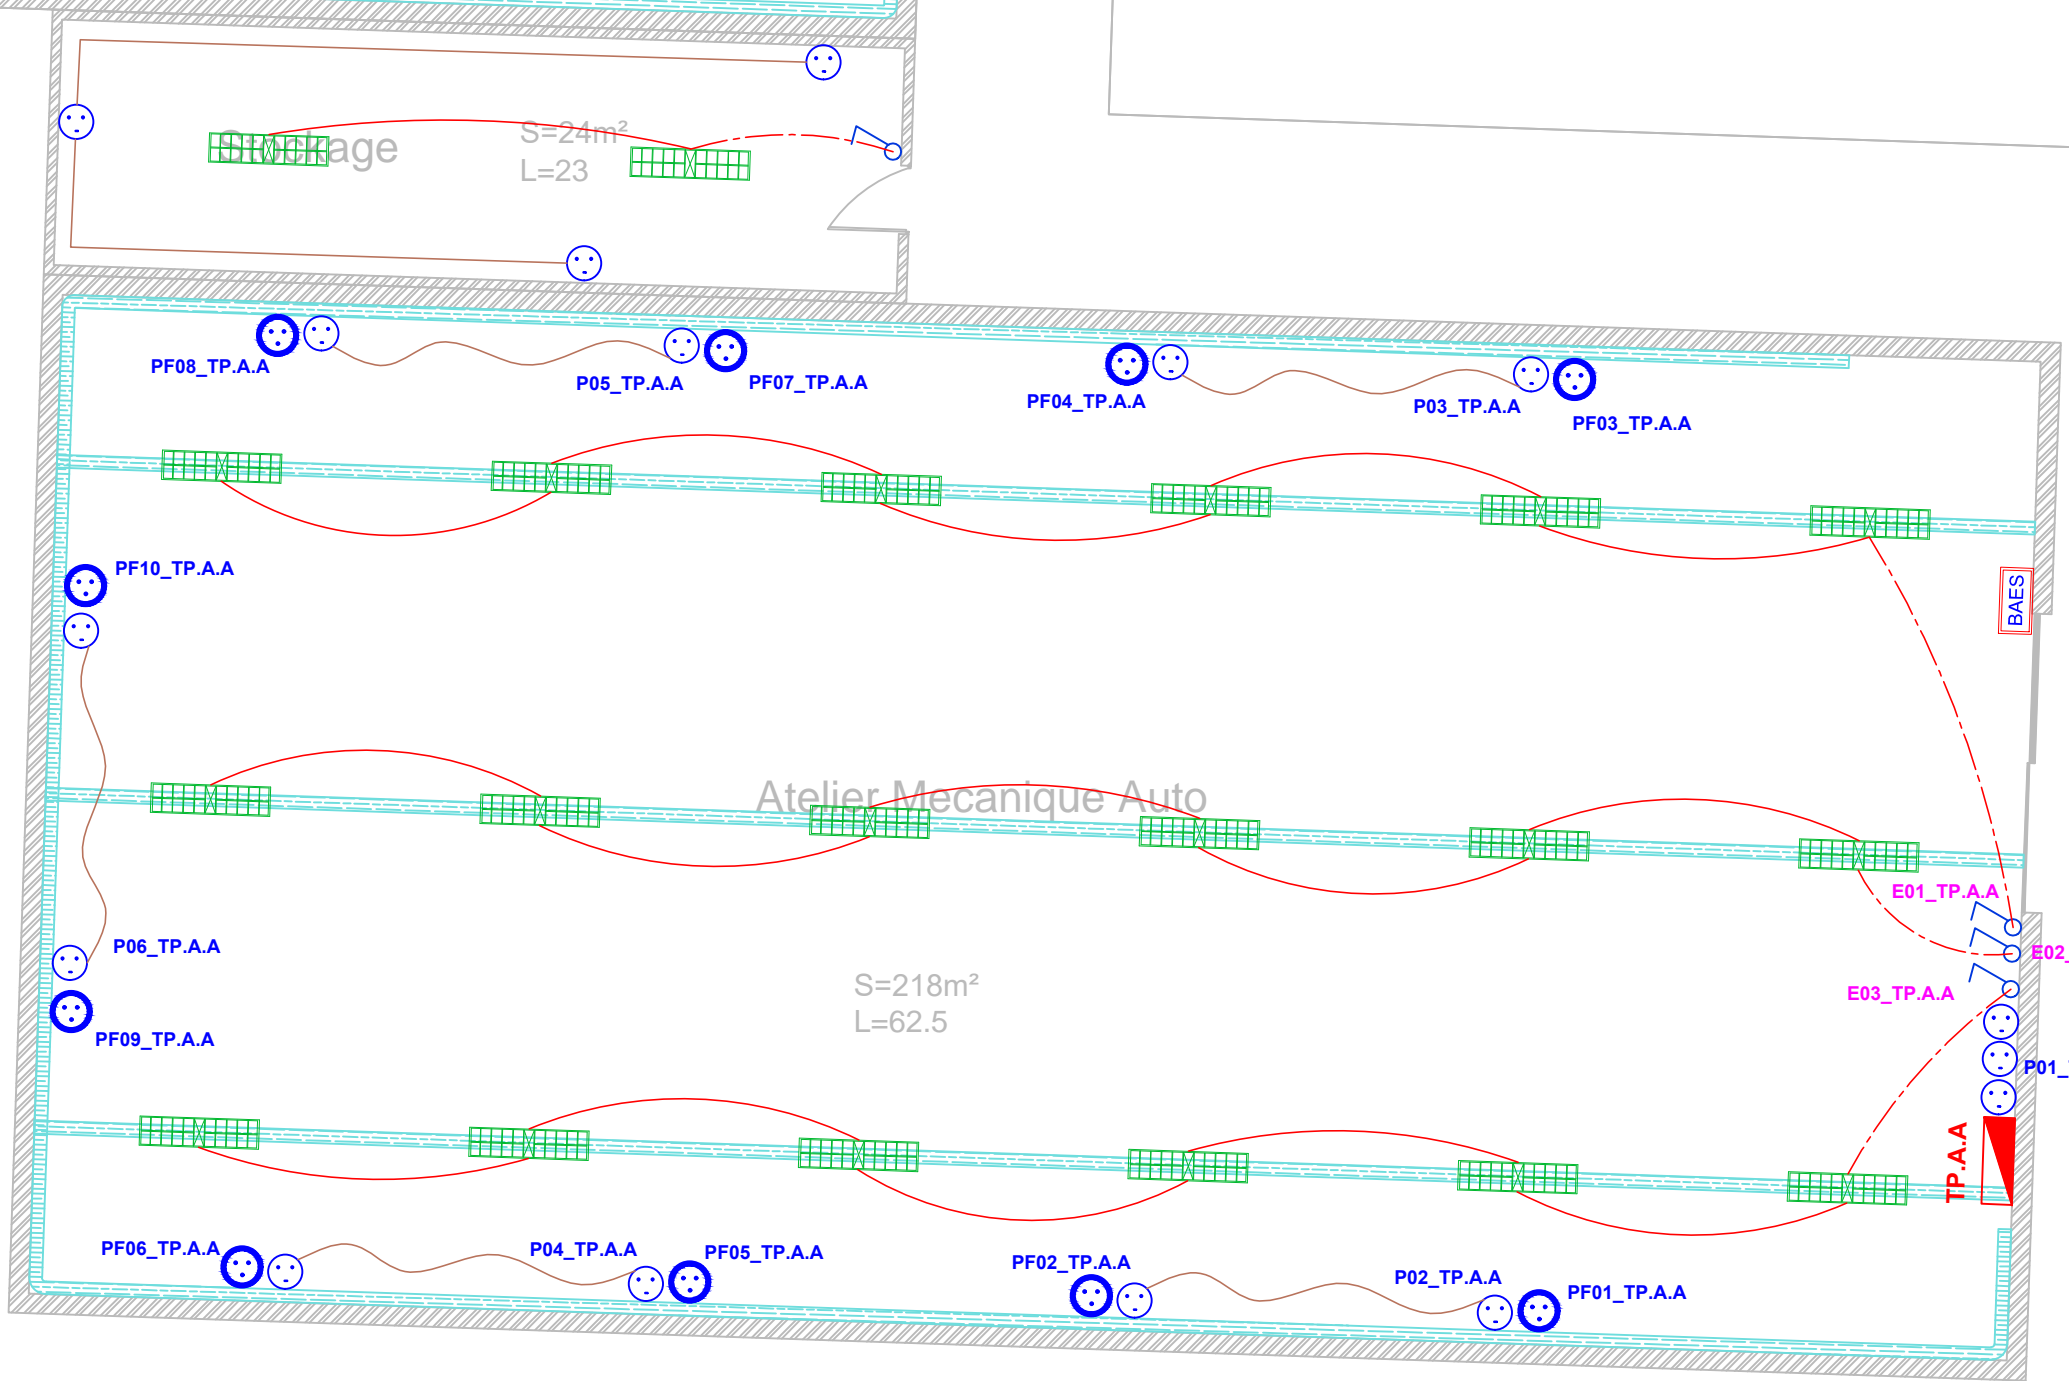 Stockage
S=24m²
L=23
PF08_TP.A.A
P05_TP.A.A
PF07_TP.A.A
PF04_TP.A.A
P03_TP.A.A
PF03_TP.A.A
PF10_TP.A.A
BAES
Atelier Mecanique Auto
E01_TP.A.A
P06_TP.A.A
E02_
S=218m²
E03_TP.A.A
L=62.5
PF09_TP.A.A
P01_
TP.A.A
PF06_TP.A.A
P04_TP.A.A
PF05_TP.A.A
PF02_TP.A.A
P02_TP.A.A
PF01_TP.A.A